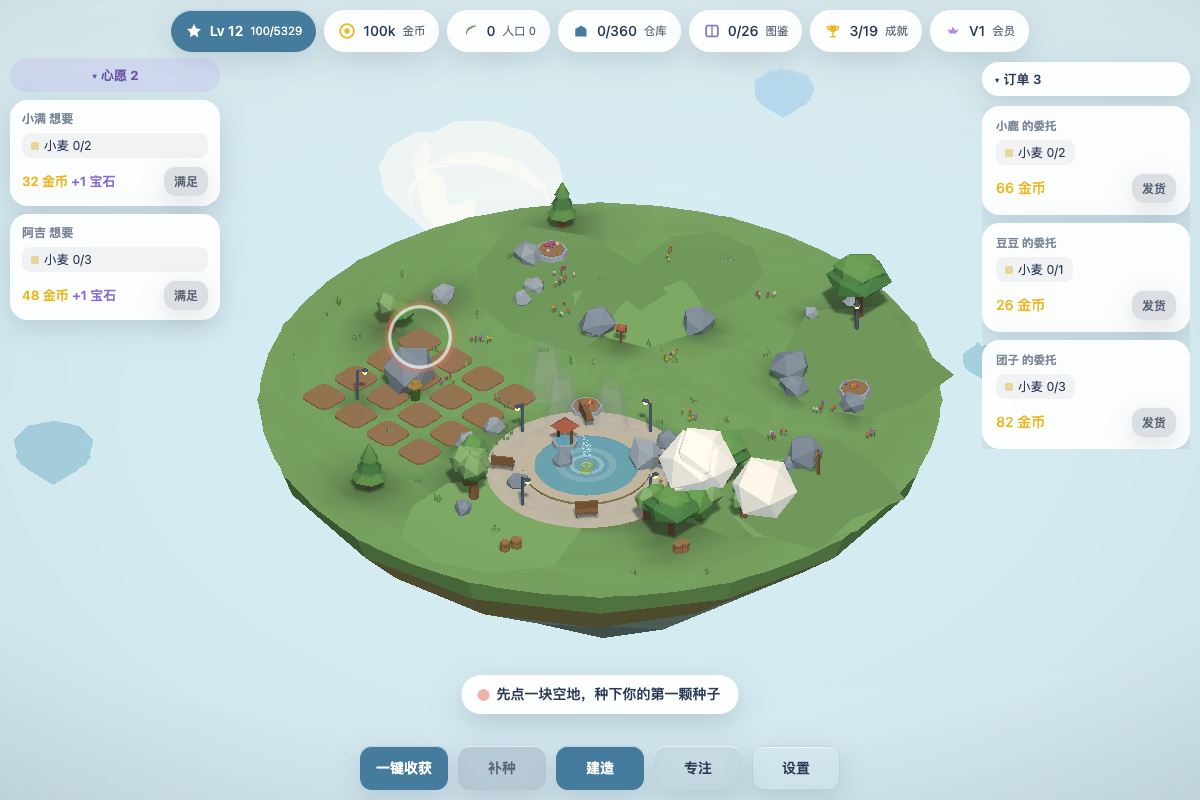 Lv 12 100/5329
100k 金币
0 人口 0
0/360 仓库
0/26 图鉴
3/19 成就
V1 会员
▾ 心愿 2
小满 想要
小麦 0/2
32 金币 +1 宝石
满足
阿吉 想要
小麦 0/3
48 金币 +1 宝石
满足
▾ 订单 3
小鹿 的委托
小麦 0/2
66 金币
发货
豆豆 的委托
小麦 0/1
26 金币
发货
团子 的委托
小麦 0/3
82 金币
发货
先点一块空地，种下你的第一颗种子
一键收获
补种
建造
专注
设置